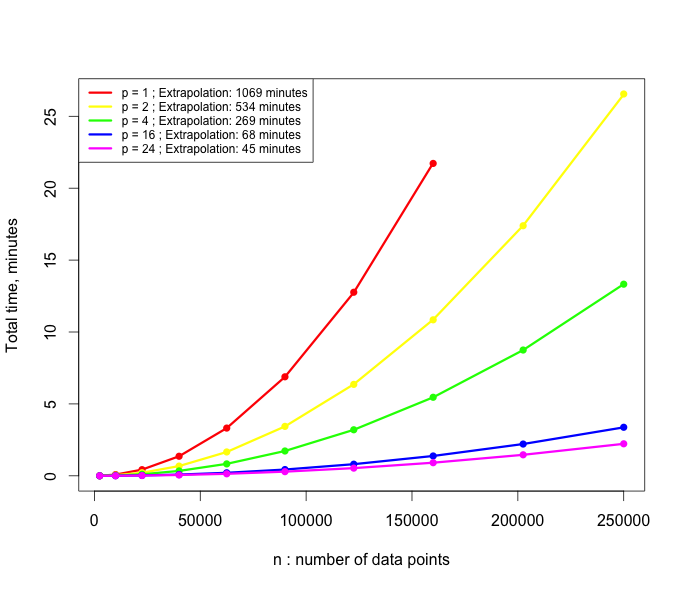 p = 1 ; Extrapolation: 1069 minutes
p = 2 ; Extrapolation: 534 minutes
p = 4 ; Extrapolation: 269 minutes
p = 16 ; Extrapolation: 68 minutes
p = 24 ; Extrapolation: 45 minutes
Total time, minutes
25
20
15
10
5
0
0 50000 100000 150000 200000 250000
n : number of data points